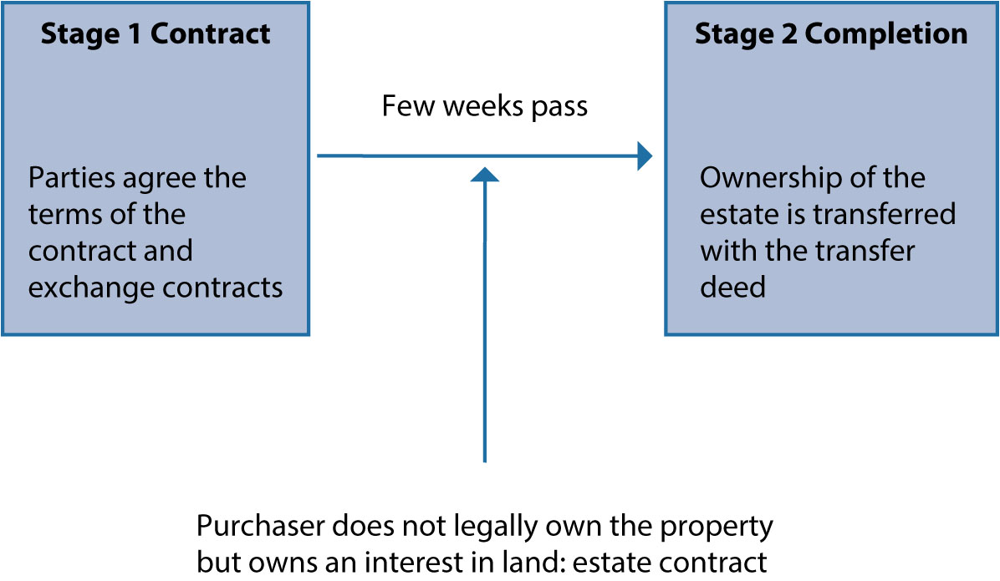 Stage 1 Contract
Parties agree the
terms of the
contract and
exchange contracts
Few weeks pass
Stage 2 Completion
Ownership of the
estate is transferred
with the transfer
deed
Purchaser does not legally own the property
but owns an interest in land: estate contract